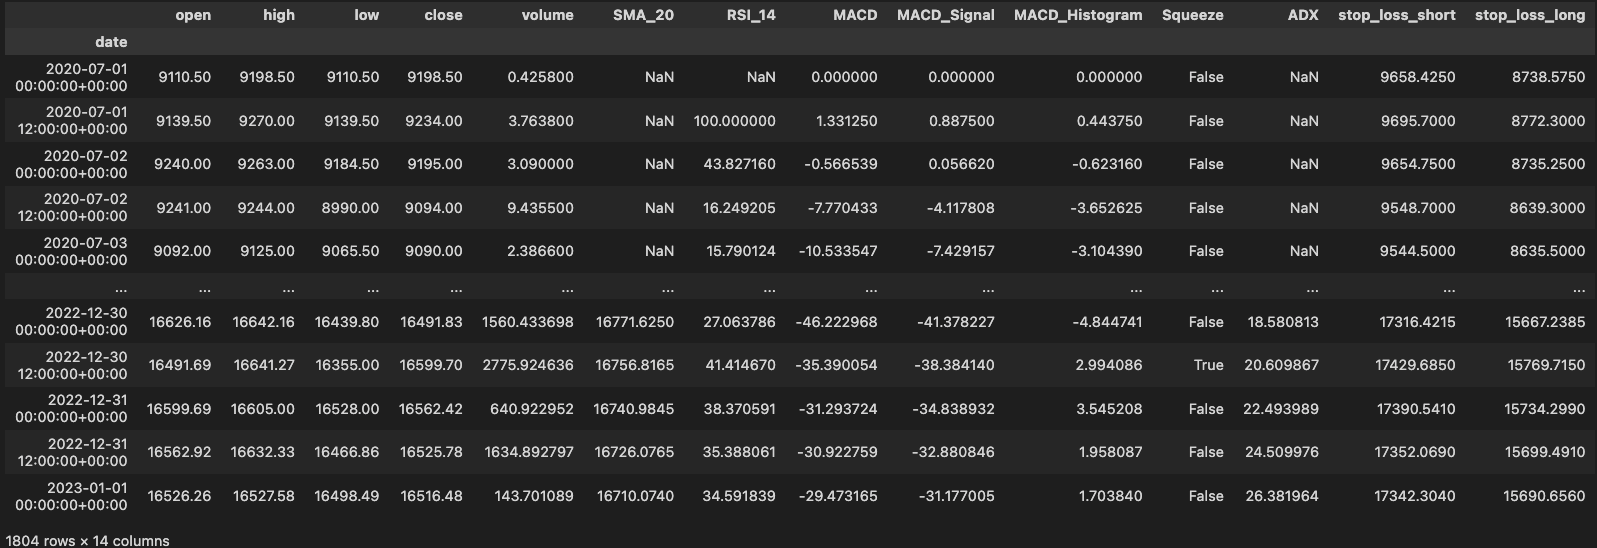 open high low close volume SMA_20 RSI_14 MACD MACD_Signal MACD_Histogram Squeeze ADX stop_loss_short stop_loss_long
date
2020-07-01 00:00:00+00:00 9110.50 9198.50 9110.50 9198.50 0.425800 NaN NaN 0.000000 0.000000 0.000000 False NaN 9658.4250 8738.5750
2020-07-01 12:00:00+00:00 9139.50 9270.00 9139.50 9234.00 3.763800 NaN 100.000000 1.331250 0.887500 0.443750 False NaN 9695.7000 8772.3000
2020-07-02 00:00:00+00:00 9240.00 9263.00 9184.50 9195.00 3.090000 NaN 43.827160 -0.566539 0.056620 -0.623160 False NaN 9654.7500 8735.2500
2020-07-02 12:00:00+00:00 9241.00 9244.00 8990.00 9094.00 9.435500 NaN 16.249205 -7.770433 -4.117808 -3.652625 False NaN 9548.7000 8639.3000
2020-07-03 00:00:00+00:00 9092.00 9125.00 9065.50 9090.00 2.386600 NaN 15.790124 -10.533547 -7.429157 -3.104390 False NaN 9544.5000 8635.5000
... ... ... ... ... ... ... ... ... ... ... ... ... ... ...
2022-12-30 00:00:00+00:00 16626.16 16642.16 16439.80 16491.83 1560.433698 16771.6250 27.063786 -46.222968 -41.378227 -4.844741 False 18.580813 17316.4215 15667.2385
2022-12-30 12:00:00+00:00 16491.69 16641.27 16355.00 16599.70 2775.924636 16756.8165 41.414670 -35.390054 -38.384140 2.994086 True 20.609867 17429.6850 15769.7150
2022-12-31 00:00:00+00:00 16599.69 16605.00 16528.00 16562.42 640.922952 16740.9845 38.370591 -31.293724 -34.838932 3.545208 False 22.493989 17390.5410 15734.2990
2022-12-31 12:00:00+00:00 16562.92 16632.33 16466.86 16525.78 1634.892797 16726.0765 35.388061 -30.922759 -32.880846 1.958087 False 24.509976 17352.0690 15699.4910
2023-01-01 00:00:00+00:00 16526.26 16527.58 16498.49 16516.48 143.701089 16710.0740 34.591839 -29.473165 -31.177005 1.703840 False 26.381964 17342.3040 15690.6560
1804 rows × 14 columns